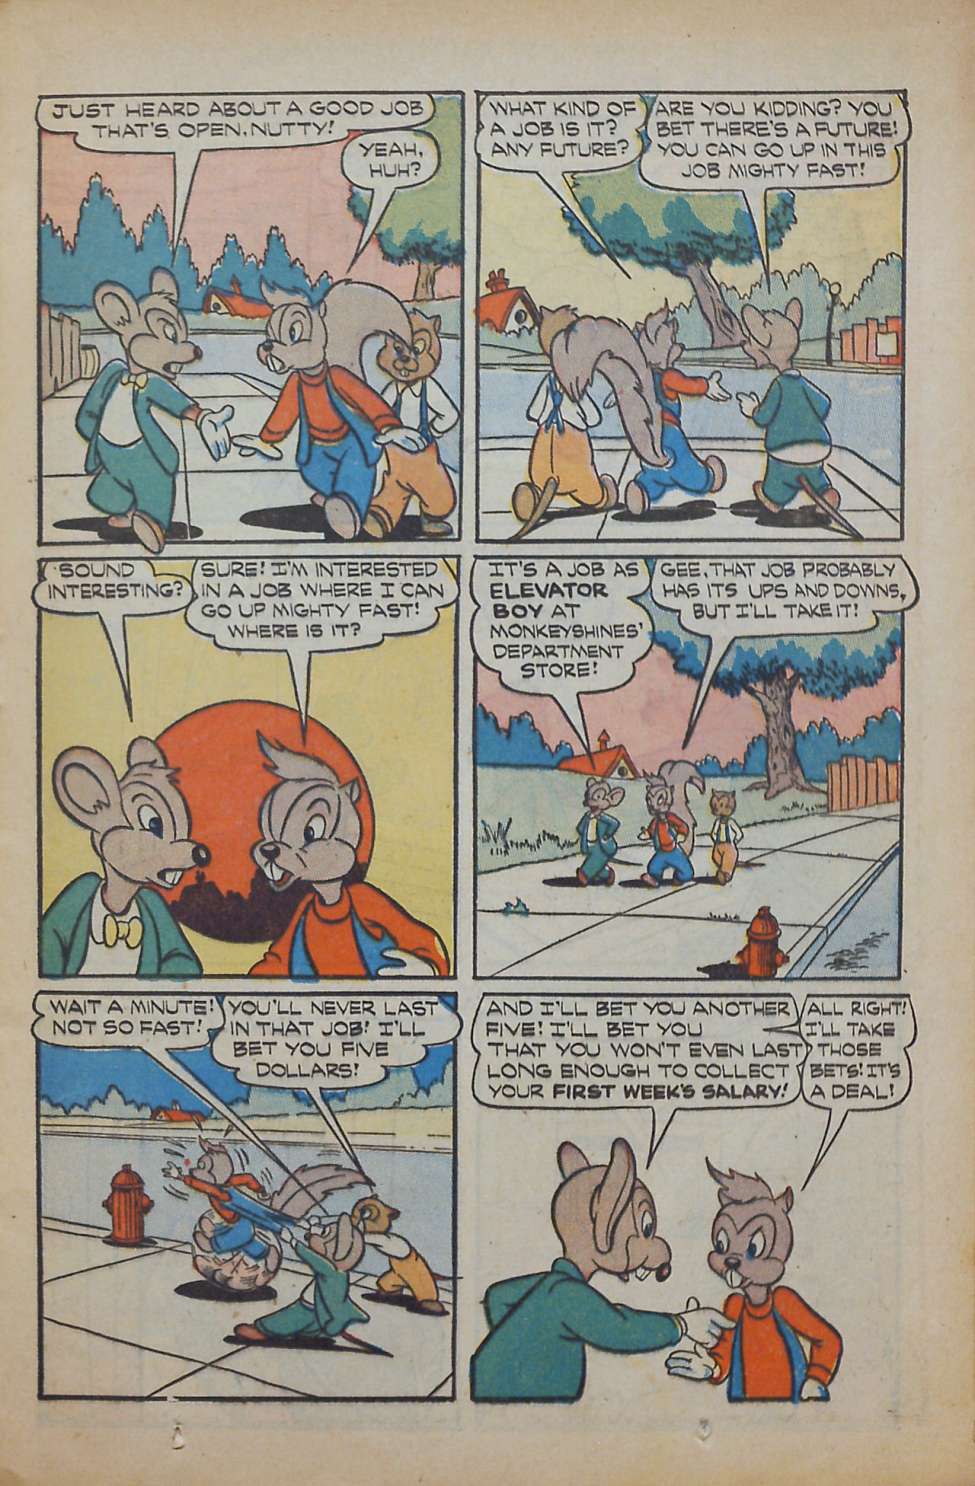 JUST HEARD ABOUT A GOOD JOB
THAT'S OPEN, NUTTY!
YEAH,
HUH?
WHAT KIND OF
A JOB IS IT?
ANY FUTURE?
ARE YOU KIDDING? YOU
BET THERE'S A FUTURE!
YOU CAN GO UP IN THIS
JOB MIGHTY FAST!
SOUND
INTERESTING?
SURE! I'M INTERESTED
IN A JOB WHERE I CAN
GO UP MIGHTY FAST!
WHERE IS IT?
IT'S A JOB AS
ELEVATOR
BOY AT
MONKEYSHINES'
DEPARTMENT
STORE!
GEE, THAT JOB PROBABLY
HAS ITS UPS AND DOWNS,
BUT I'LL TAKE IT!
WAIT A MINUTE!
NOT SO FAST!
YOU'LL NEVER LAST
IN THAT JOB! I'LL
BET YOU FIVE
DOLLARS!
AND I'LL BET YOU ANOTHER
FIVE! I'LL BET YOU
THAT YOU WON'T EVEN LAST
LONG ENOUGH TO COLLECT
YOUR FIRST WEEK'S SALARY!
ALL RIGHT!
I'LL TAKE
THOSE
BETS! IT'S
A DEAL!